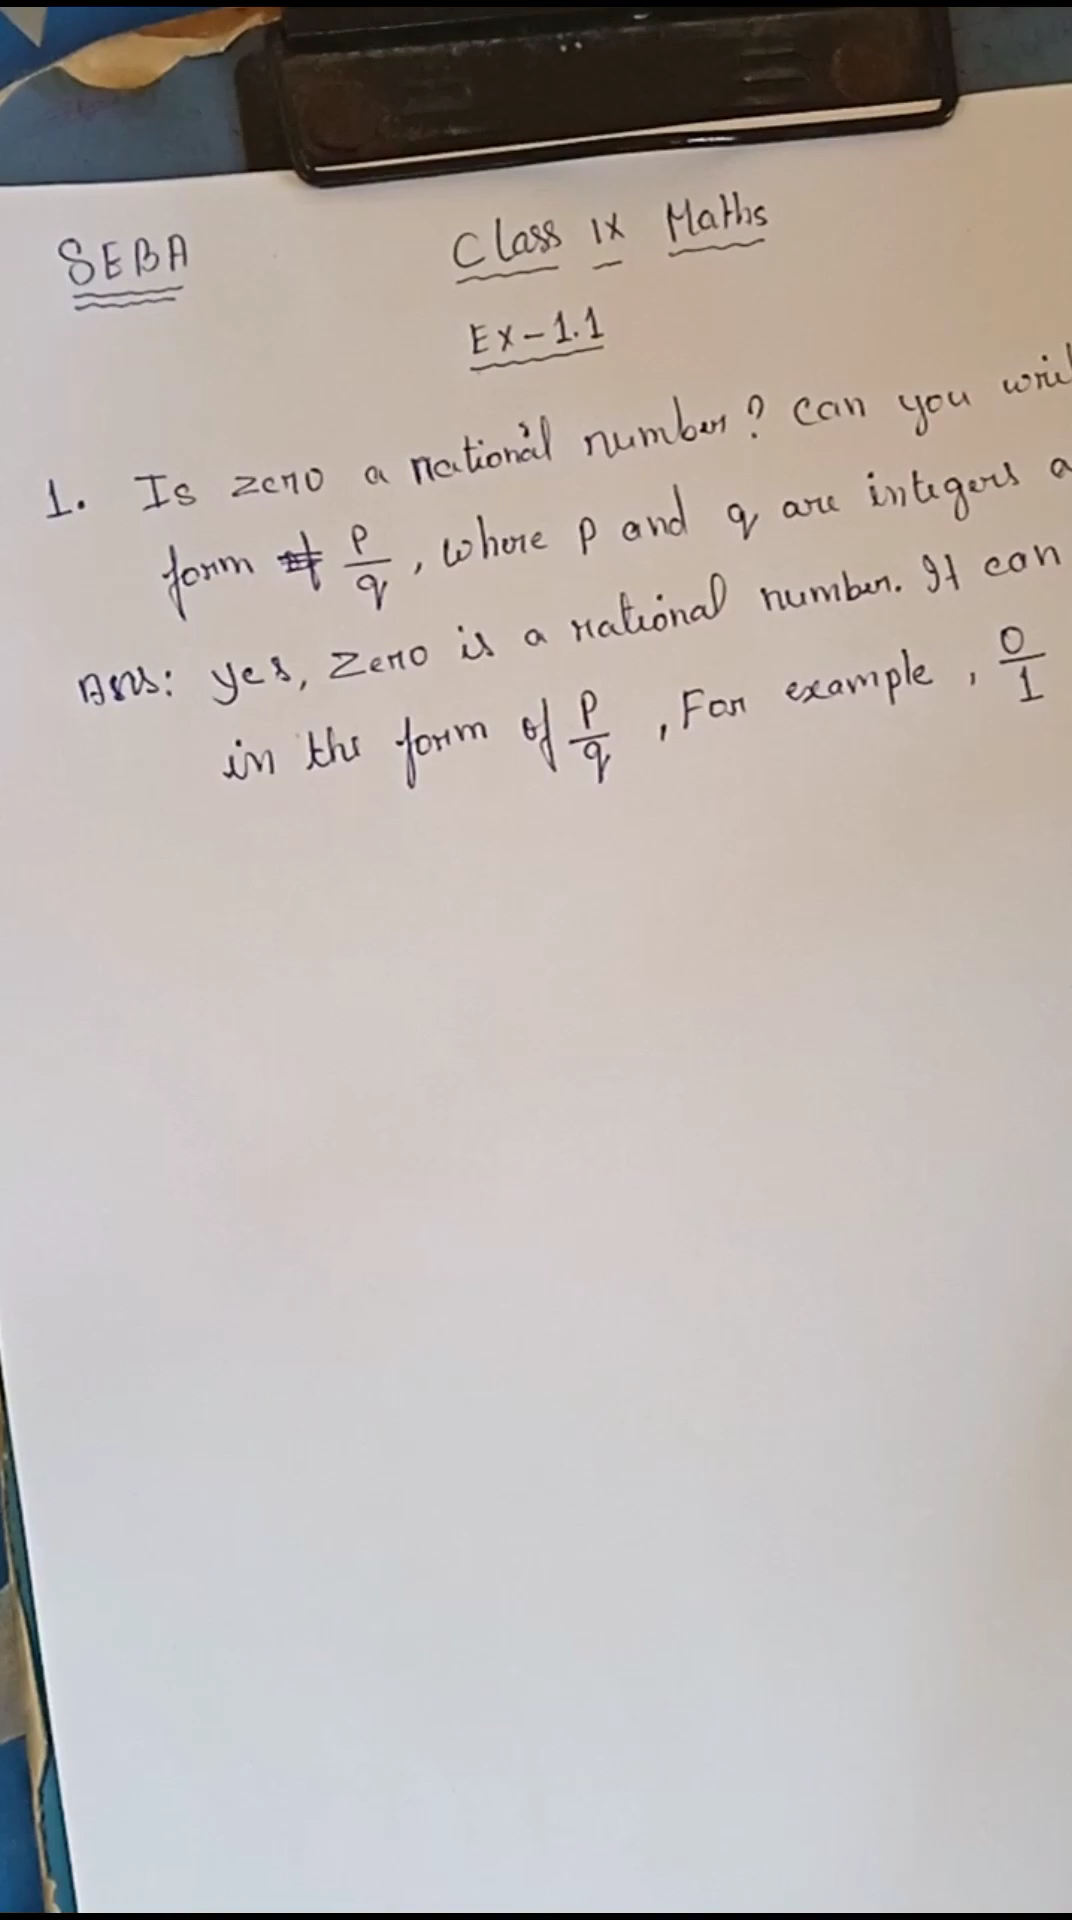 SEBA
Class IX Maths
Ex-1.1
1. Is zero a rational number? Can you
form p/q, where p and q are integers
Ans: Yes, Zero is a rational number. It can
in the form of p/q, For example, 0/1